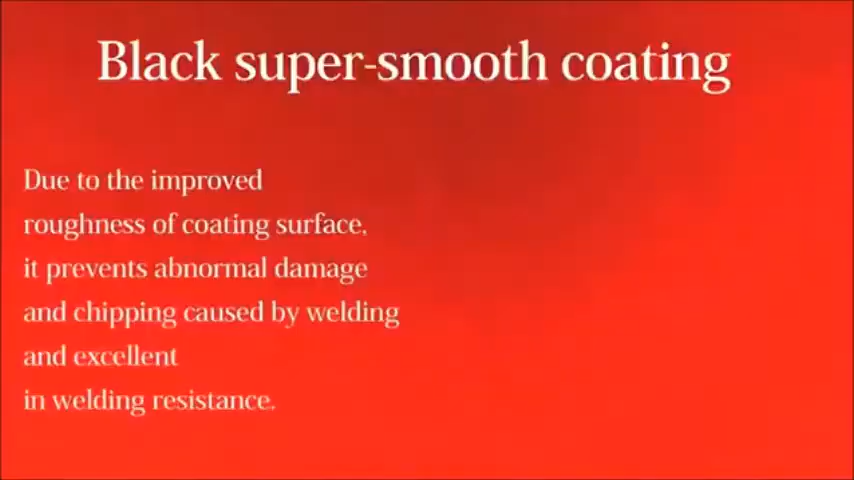 Black super-smooth coating
Due to the improved
roughness of coating surface,
it prevents abnormal damage
and chipping caused by welding
and excellent
in welding resistance.